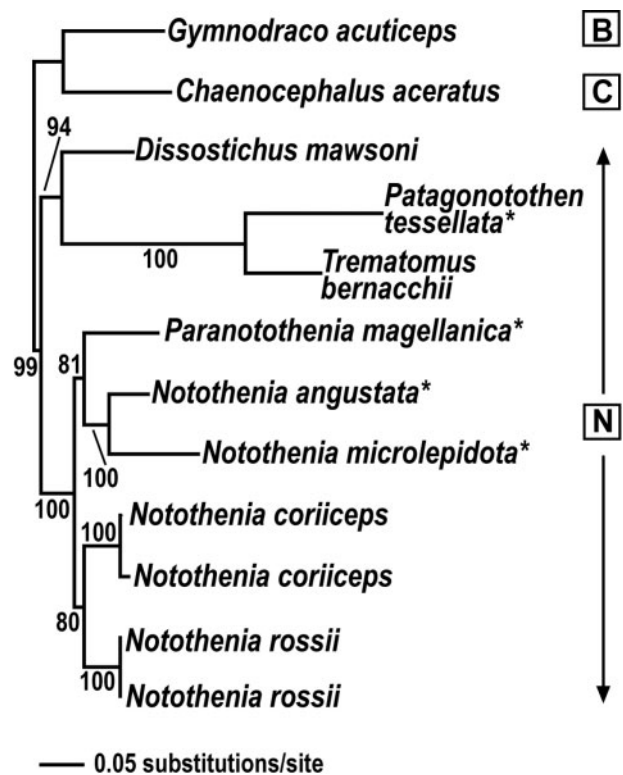 Gymnodraco acuticeps
B
Chaenocephalus aceratus
C
94
Dissostichus mawsoni
Patagonotothen
tessellata*
100
Trematomus
bernacchii
Paranotothenia magellanica*
99
81
Notothenia angustata*
N
Notothenia microlepidota*
100
100
Notothenia coriiceps
100
Notothenia coriiceps
80
Notothenia rossii
100
Notothenia rossii
0.05 substitutions/site